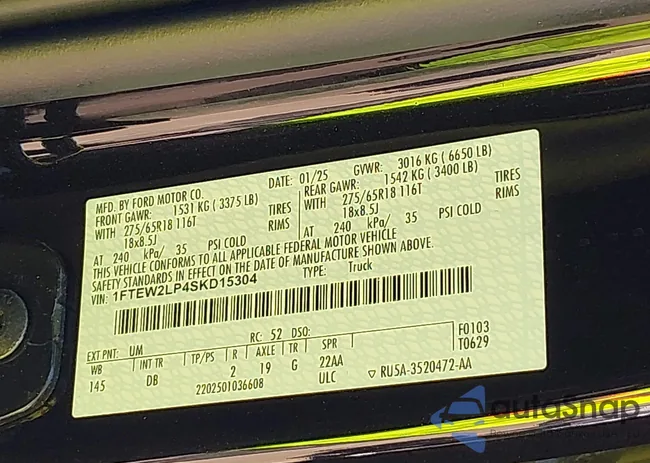 MFD. BY FORD MOTOR CO.
DATE: 01/25 GVWR: 3016 KG ( 6650 LB)
FRONT GAWR: 1531 KG ( 3375 LB) REAR GAWR: 1542 KG ( 3400 LB)
WITH 275/65R18 116T TIRES WITH 275/65R18 116T TIRES
18x8.5J RIMS 18x8.5J RIMS
AT 240 kPa/ 35 PSI COLD AT 240 kPa/ 35 PSI COLD
THIS VEHICLE CONFORMS TO ALL APPLICABLE FEDERAL MOTOR VEHICLE
SAFETY STANDARDS IN EFFECT ON THE DATE OF MANUFACTURE SHOWN ABOVE.
VIN: 1FTEW2LP4SKD15304
TYPE: Truck
EXT PNT: UM RC: 52 DSO: F0103
WB INT TR TP/PS R AXLE TR SPR T0629
145 DB 2 19 G 22AA
2202501036608 ULC ▽ RU5A-3520472-AA
autoSnap